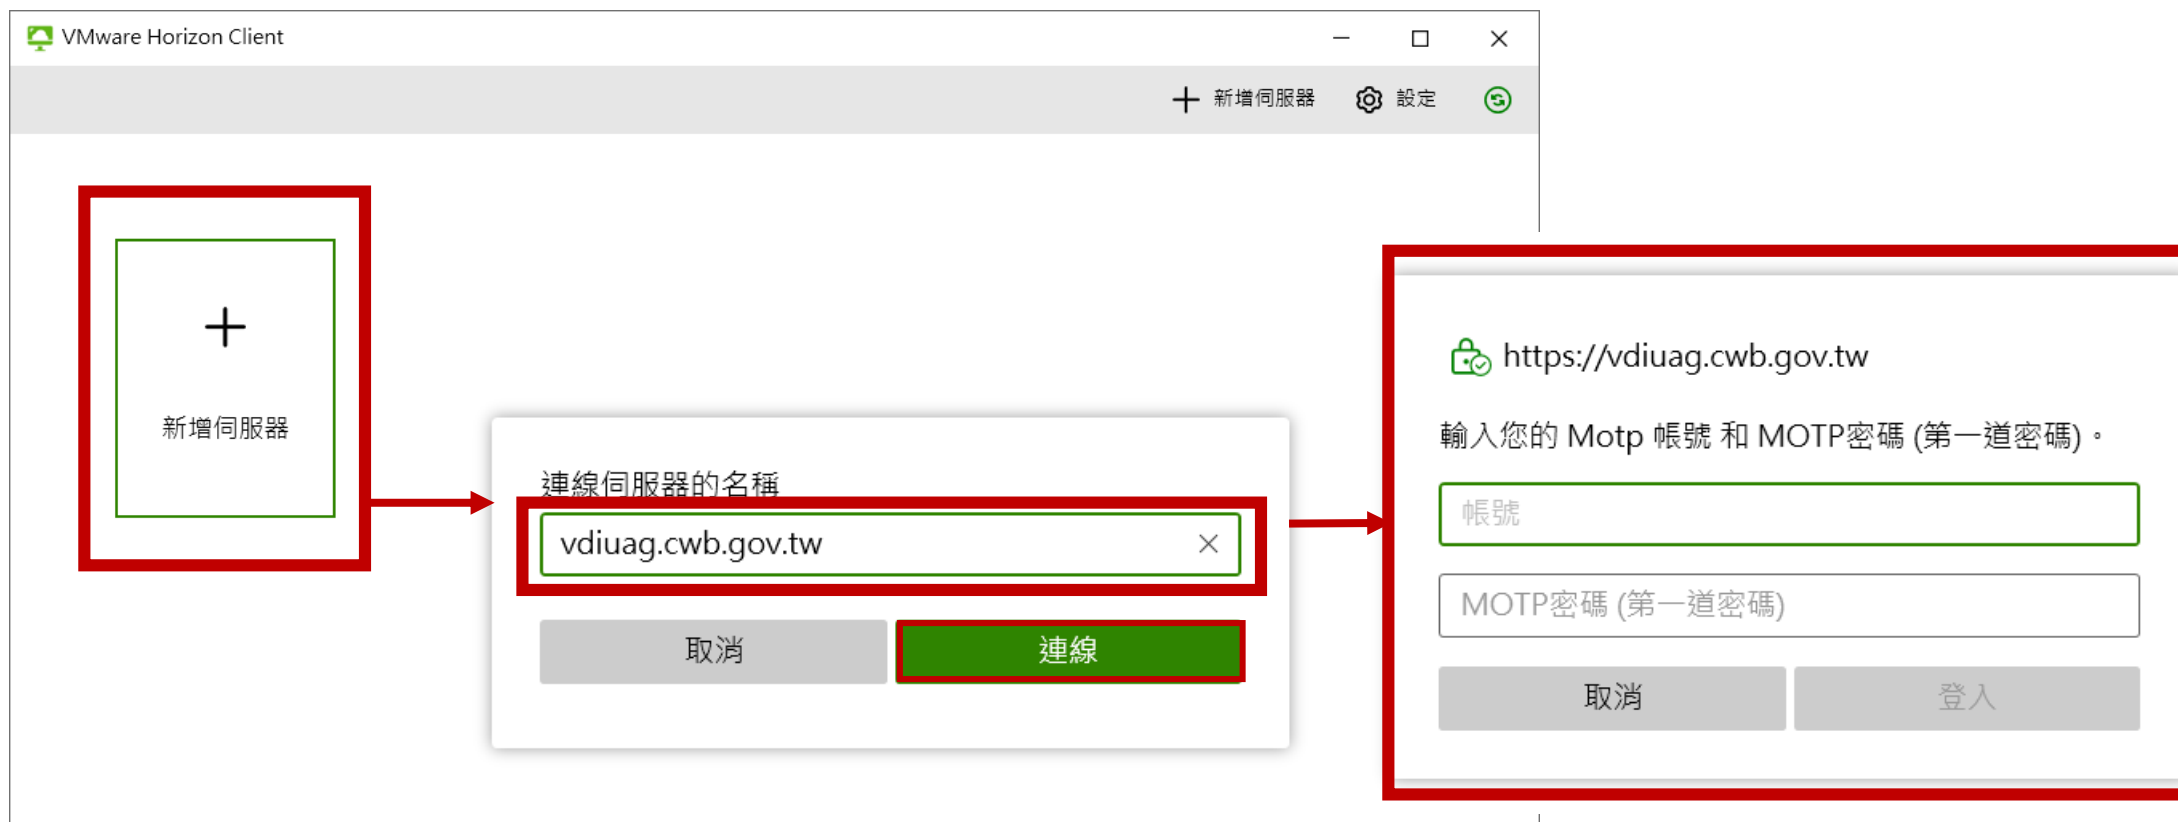 VMware Horizon Client
新增伺服器 設定
新增伺服器
連線伺服器的名稱
vdiuag.cwb.gov.tw
取消 連線
https://vdiuag.cwb.gov.tw
輸入您的 Motp 帳號 和 MOTP密碼 (第一道密碼)。
帳號
MOTP密碼 (第一道密碼)
取消 登入